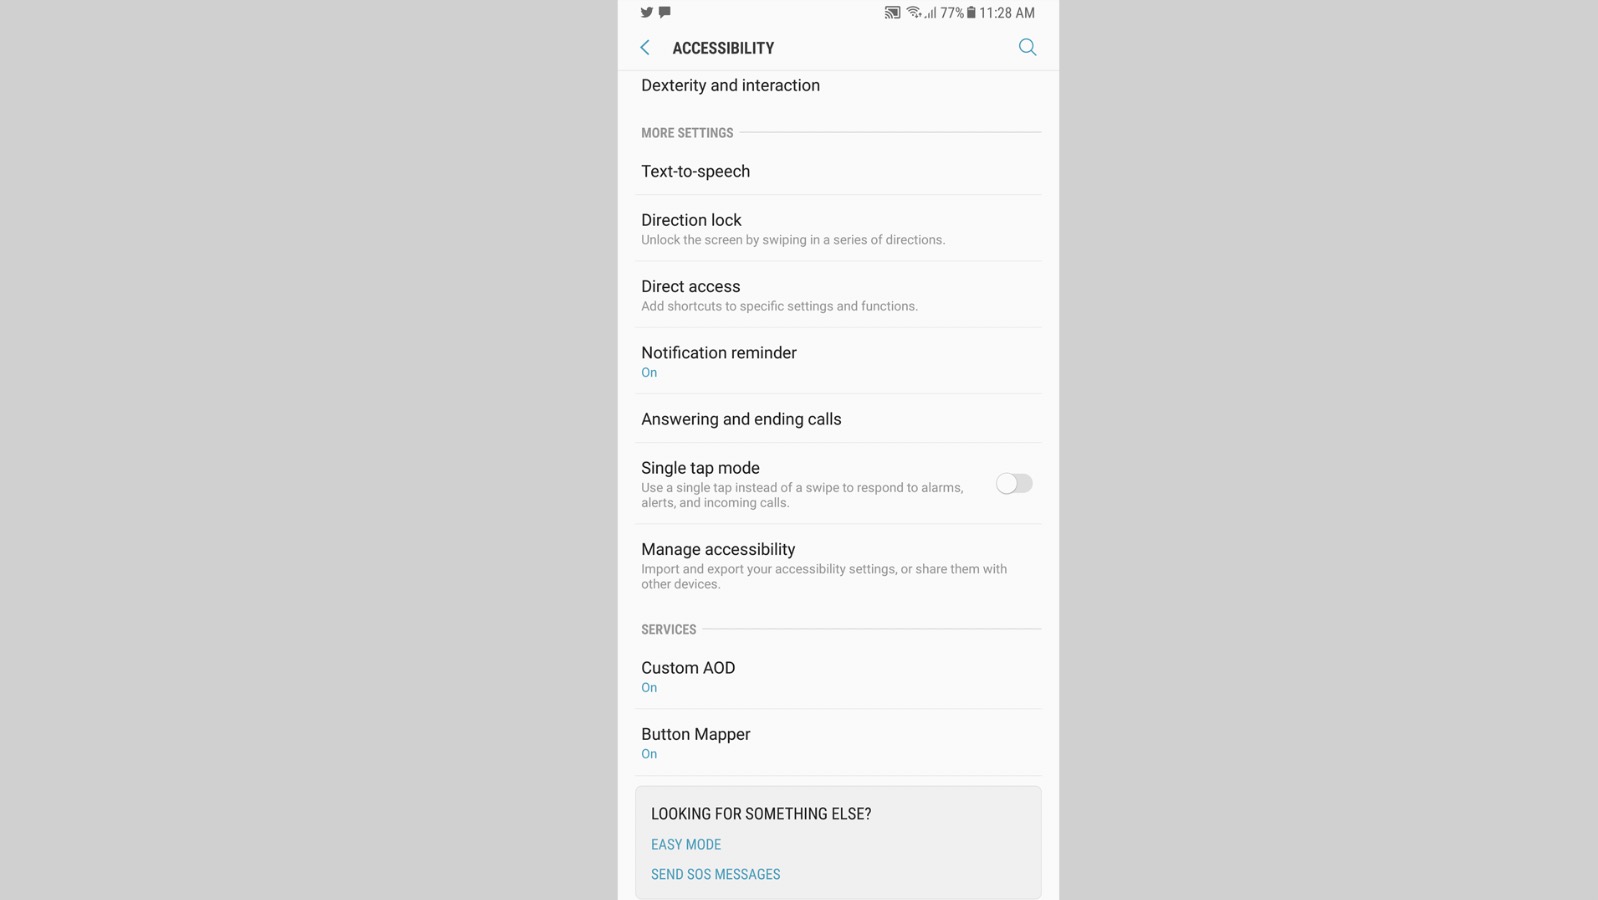 77% 11:28 AM
ACCESSIBILITY
Dexterity and interaction
MORE SETTINGS
Text-to-speech
Direction lock
Unlock the screen by swiping in a series of directions.
Direct access
Add shortcuts to specific settings and functions.
Notification reminder
On
Answering and ending calls
Single tap mode
Use a single tap instead of a swipe to respond to alarms,
alerts, and incoming calls.
Manage accessibility
Import and export your accessibility settings, or share them with
other devices.
SERVICES
Custom AOD
On
Button Mapper
On
LOOKING FOR SOMETHING ELSE?
EASY MODE
SEND SOS MESSAGES